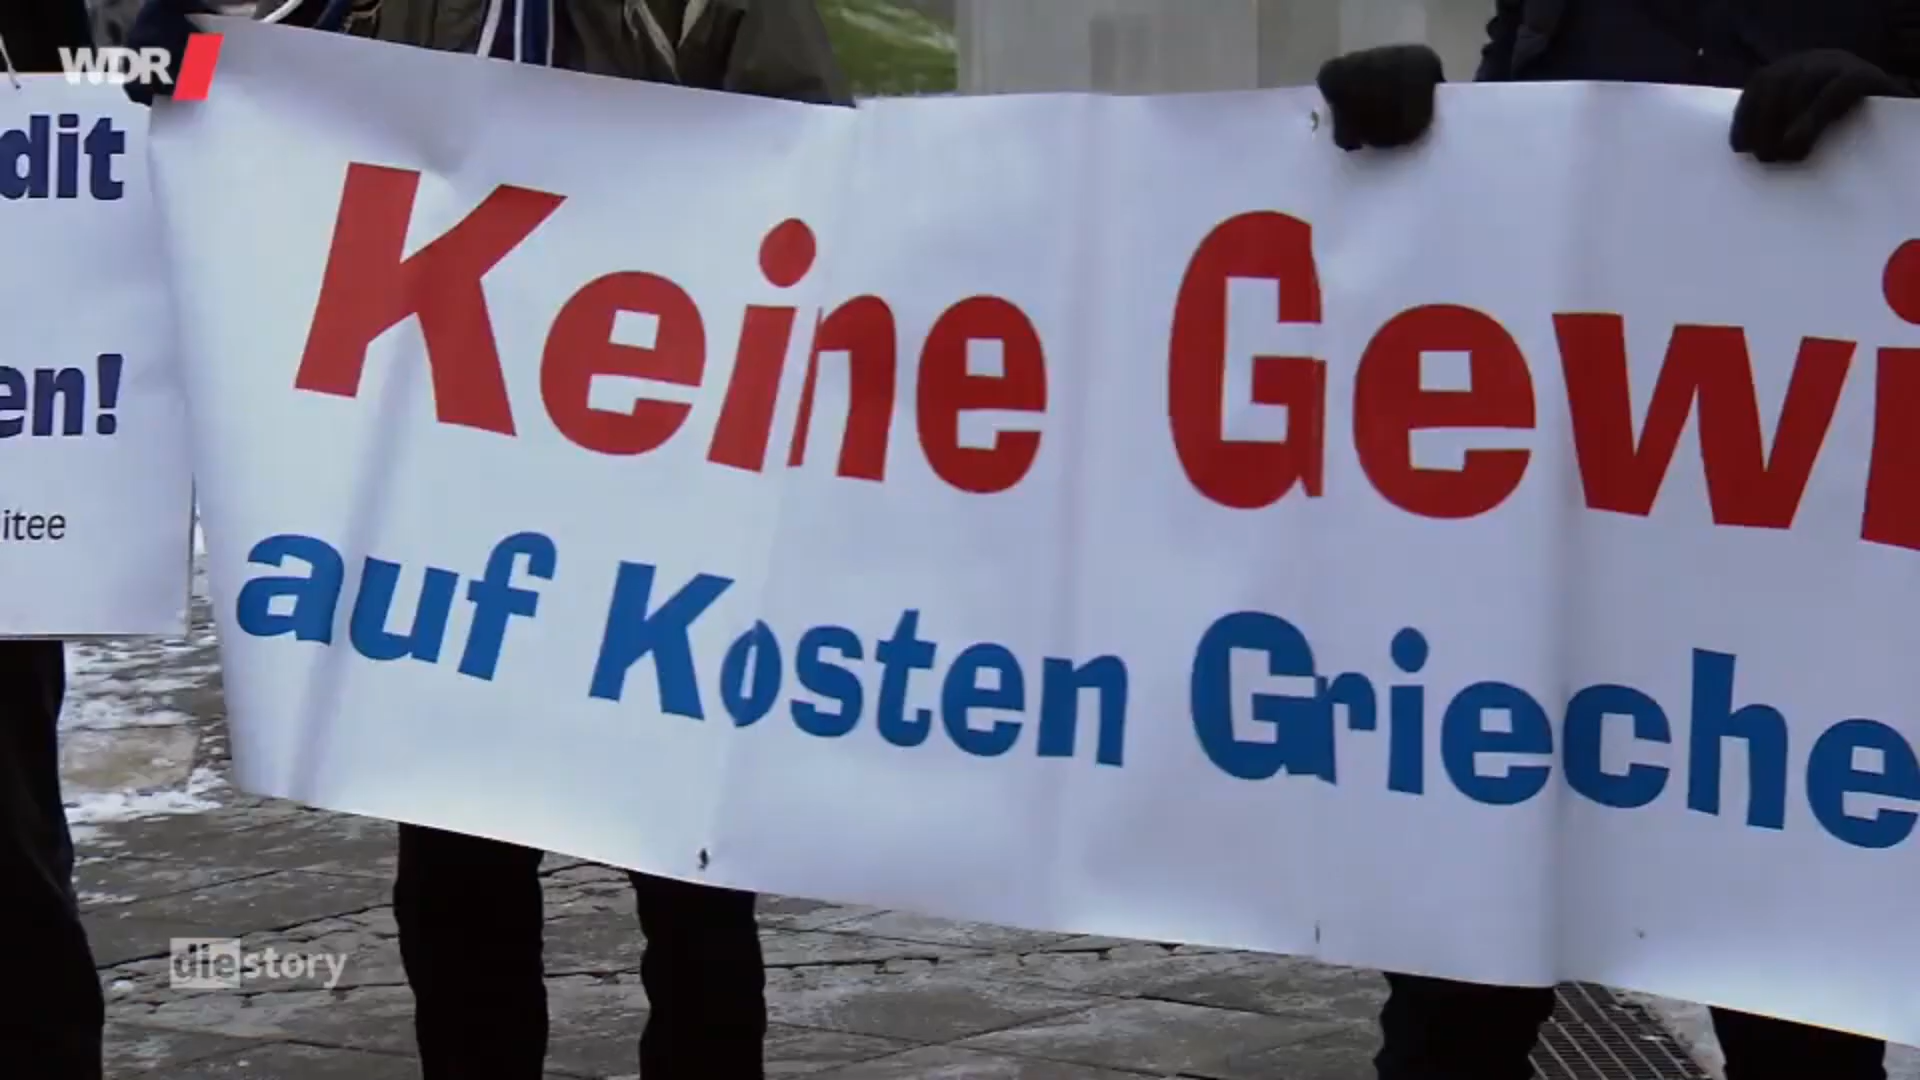 WDR
dit
en!
itee
Keine Gewi
auf Kosten Grieche
diestory